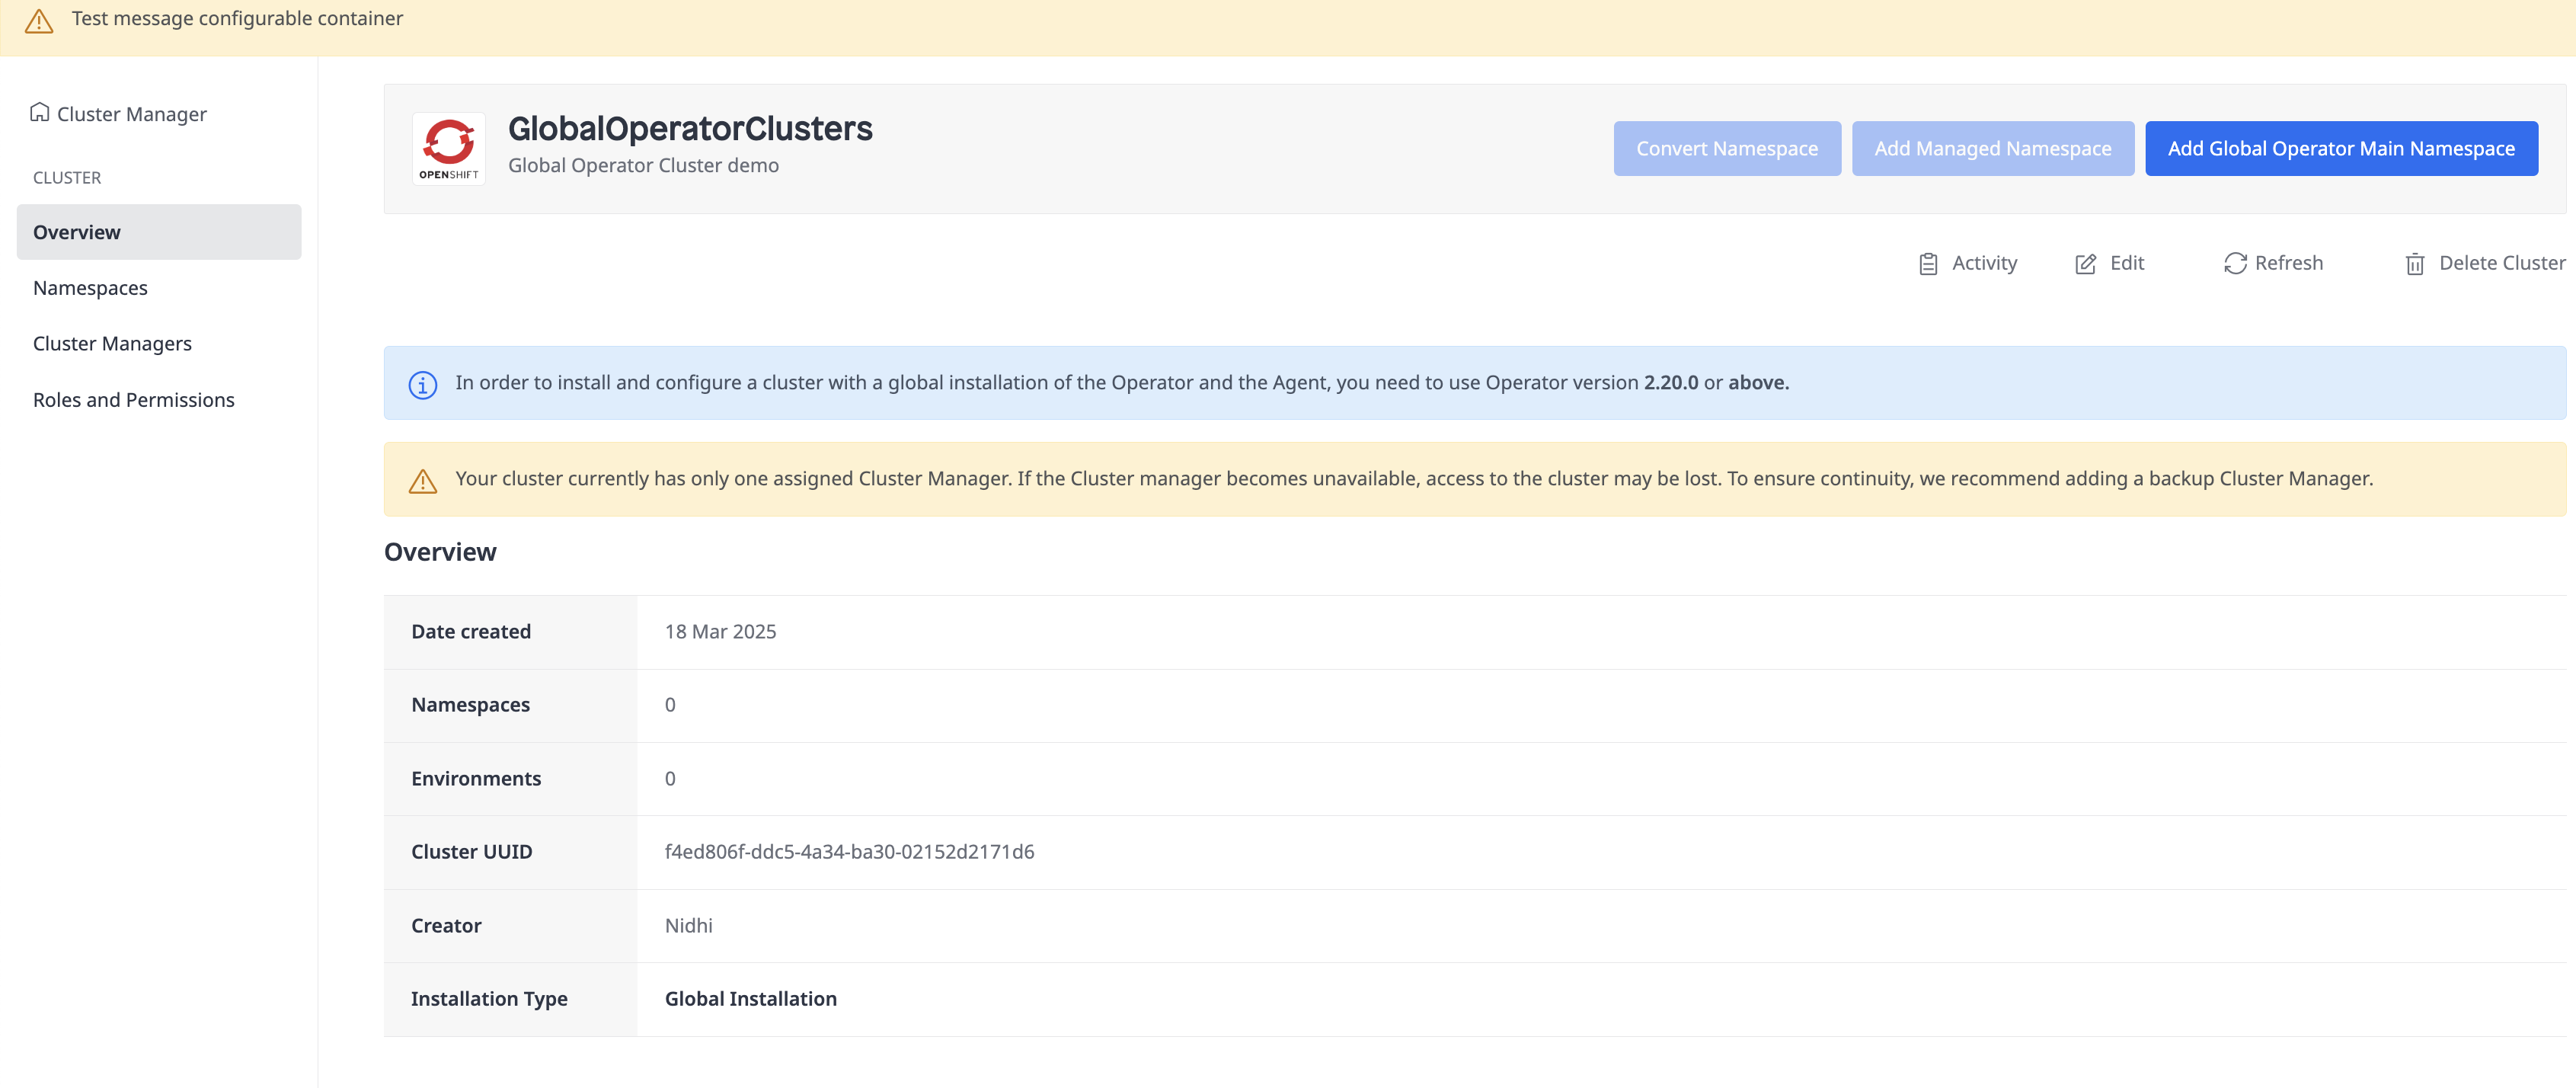 Test message configurable container
Cluster Manager
CLUSTER
Overview
Namespaces
Cluster Managers
Roles and Permissions
OPENSHIFT
GlobalOperatorClusters
Global Operator Cluster demo
Convert Namespace
Add Managed Namespace
Add Global Operator Main Namespace
Activity
Edit
Refresh
Delete Cluster
In order to install and configure a cluster with a global installation of the Operator and the Agent, you need to use Operator version 2.20.0 or above.
Your cluster currently has only one assigned Cluster Manager. If the Cluster manager becomes unavailable, access to the cluster may be lost. To ensure continuity, we recommend adding a backup Cluster Manager.
Overview
Date created 18 Mar 2025
Namespaces 0
Environments 0
Cluster UUID f4ed806f-ddc5-4a34-ba30-02152d2171d6
Creator Nidhi
Installation Type Global Installation